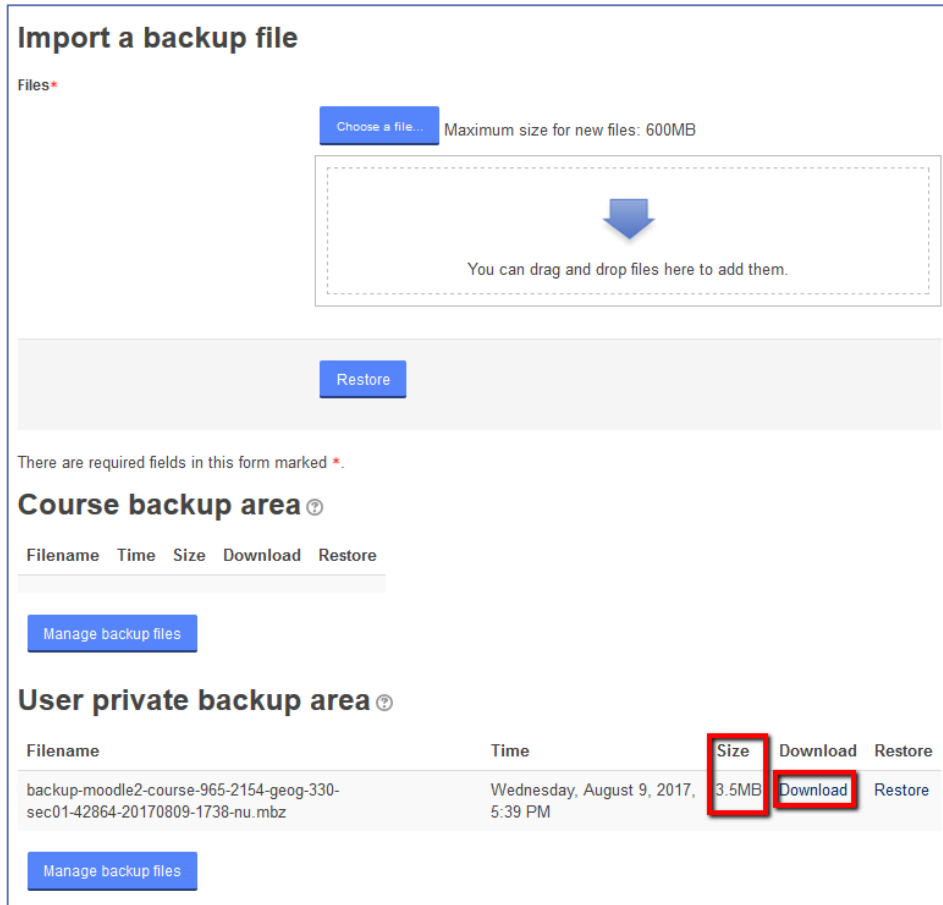 Import a backup file
Files*
Choose a file... Maximum size for new files: 600MB
You can drag and drop files here to add them.
Restore
There are required fields in this form marked *.
Course backup area ?
Filename Time Size Download Restore
Manage backup files
User private backup area ?
Filename Time Size Download Restore
backup-moodle2-course-965-2154-geog-330- Wednesday, August 9, 2017, 3.5MB Download Restore
sec01-42864-20170809-1738-nu.mbz 5:39 PM
Manage backup files